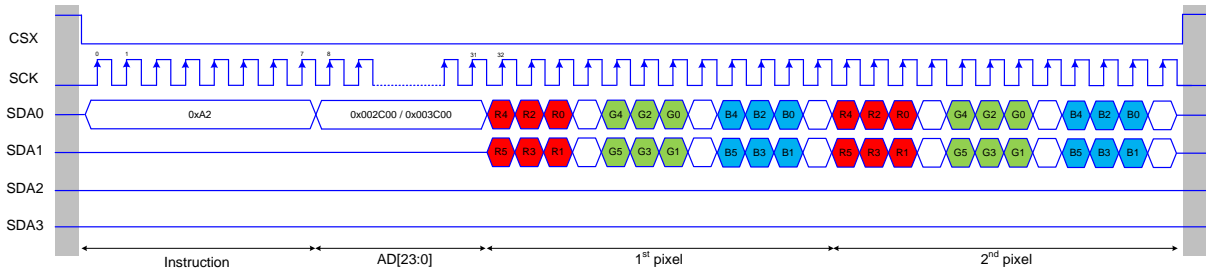 CSX
0 1 7 8 31 32
SCK
SDA0 0xA2 0x002C00 / 0x003C00 R4 R2 R0 G4 G2 G0 B4 B2 B0 R4 R2 R0 G4 G2 G0 B4 B2 B0
SDA1 R5 R3 R1 G5 G3 G1 B5 B3 B1 R5 R3 R1 G5 G3 G1 B5 B3 B1
SDA2
SDA3
Instruction AD[23:0] 1st pixel 2nd pixel